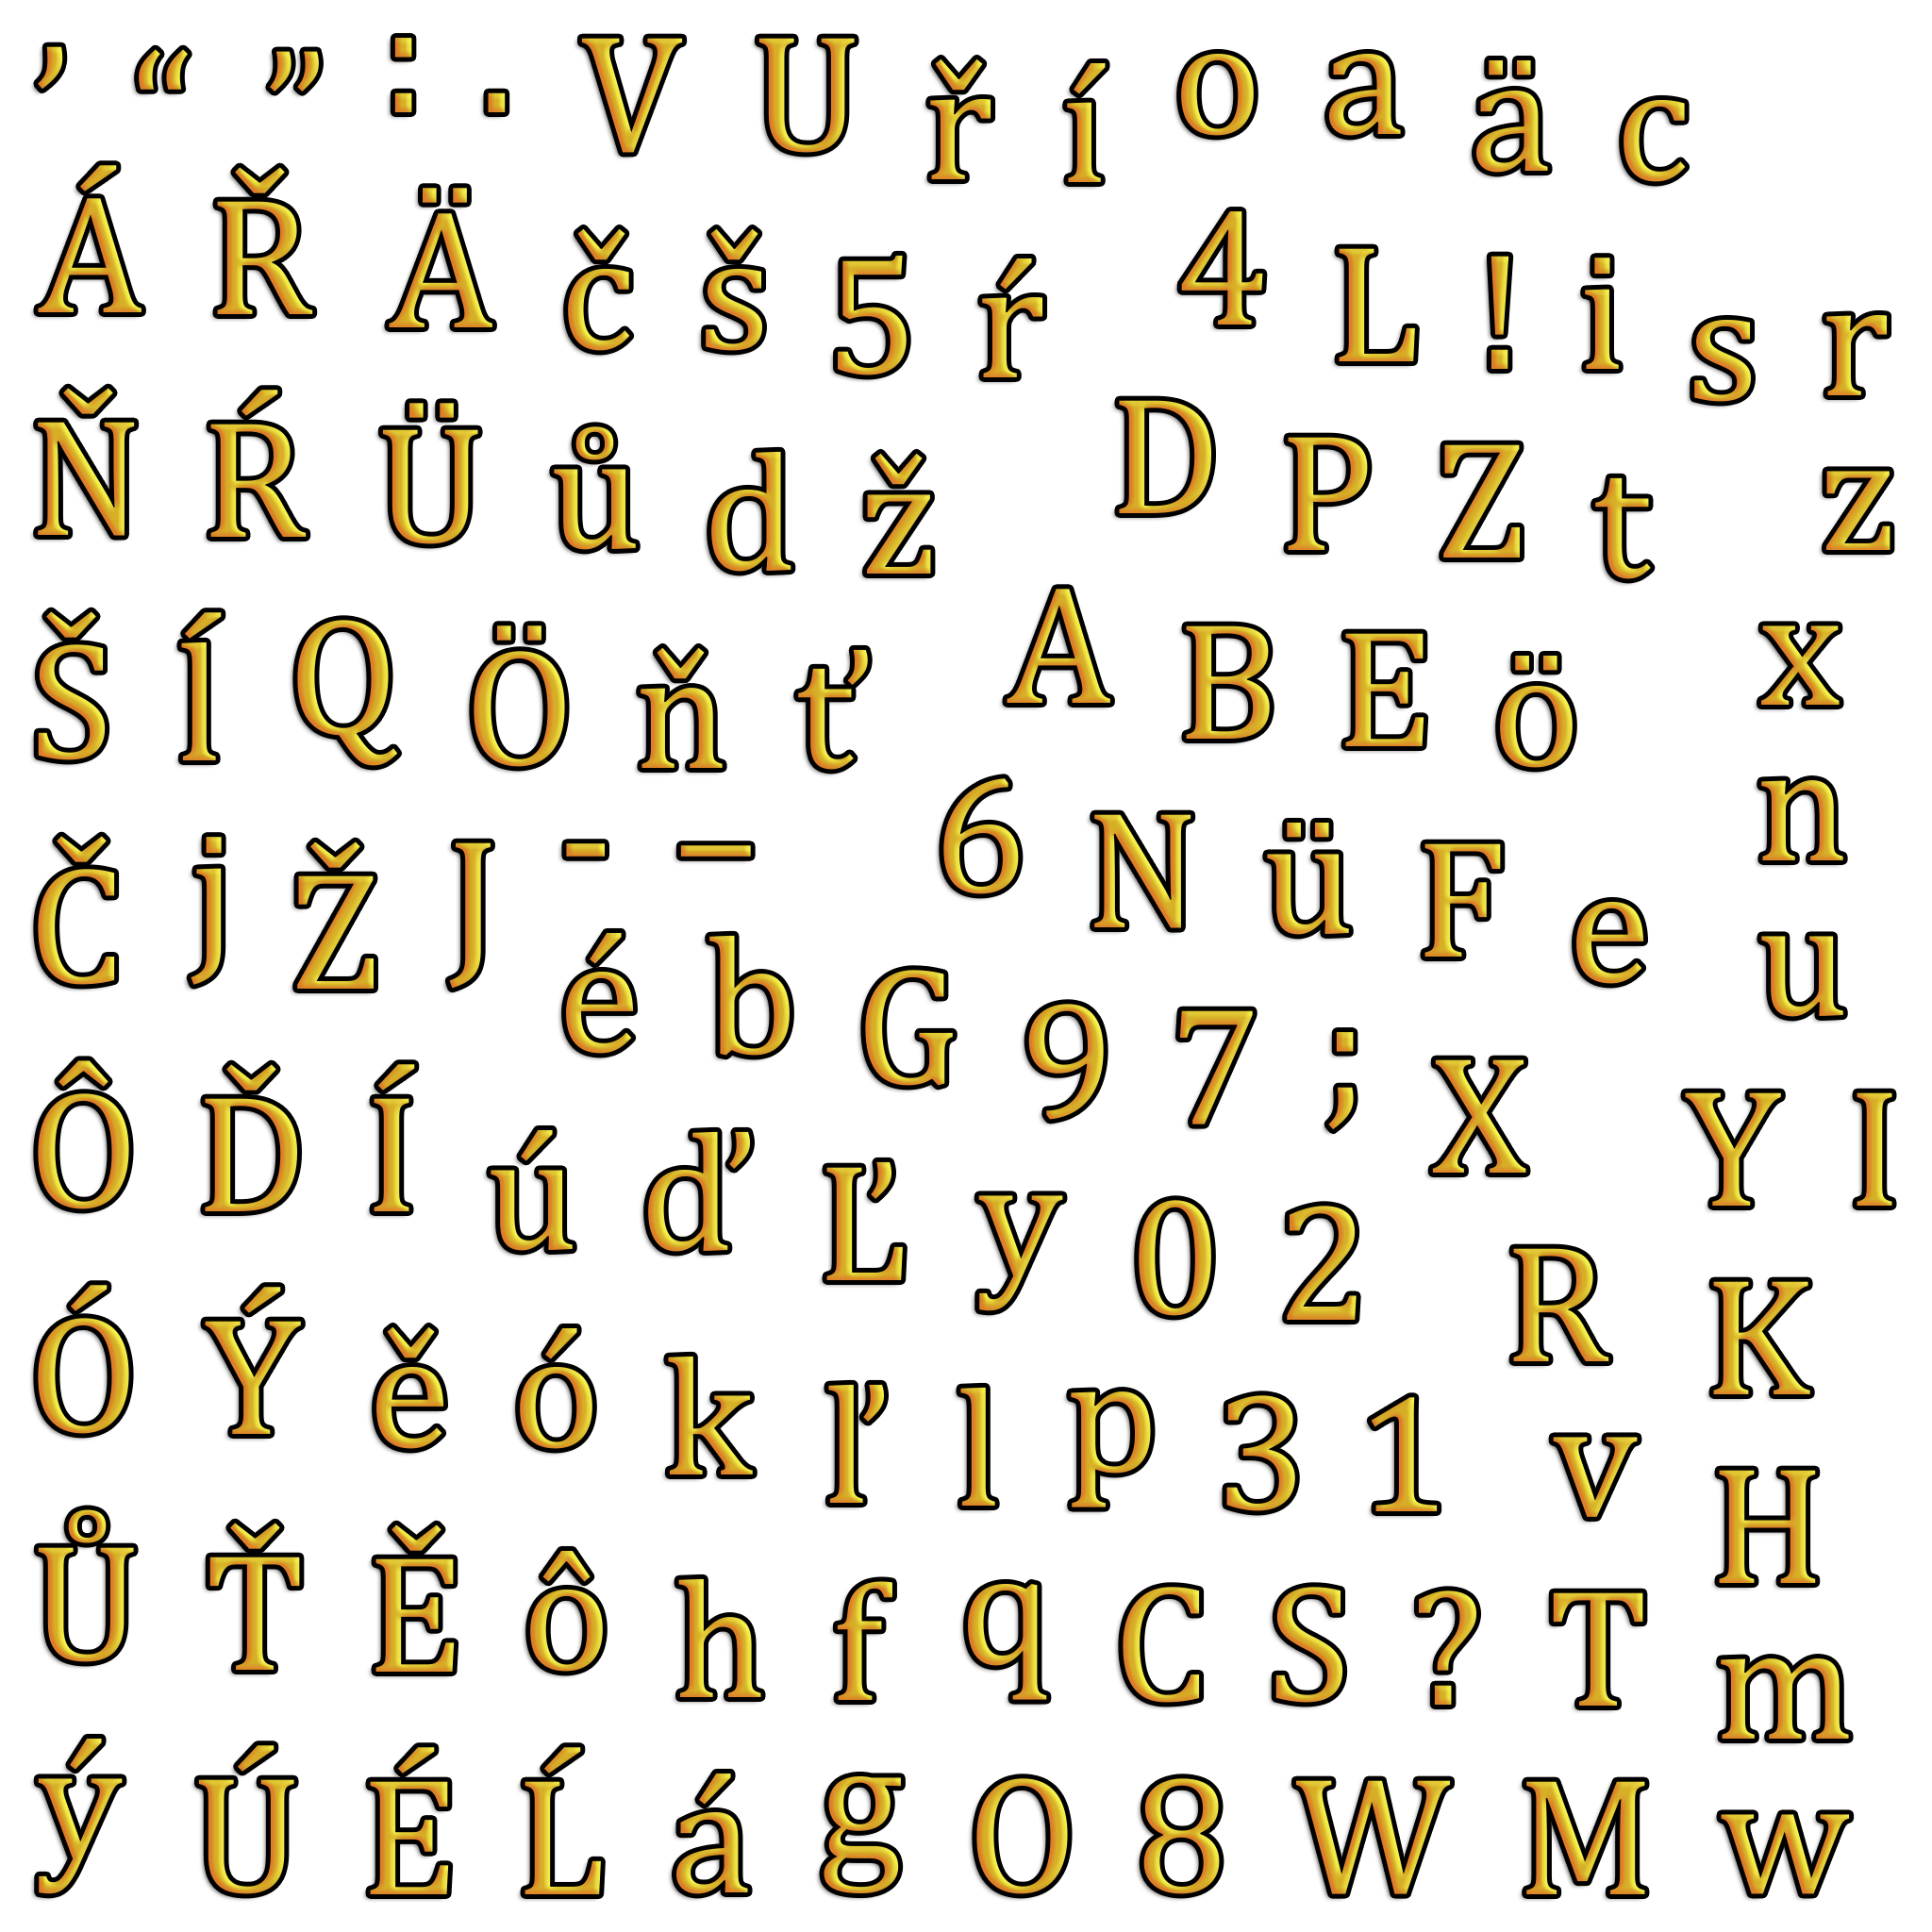 ’ “ ” : . V U ř í o a ä c
Á Ř Ä č š 5 ŕ 4 L ! i s r
Ň Ŕ Ü ů d ž D P Z t z
Š ĺ Q Ö ň ť A B E ö x
Č j Ž J - – 6 N ü F e n
é b G 9 7 ; u
Ô Ď Í ú ď Ľ y 0 2 X Y I
Ó Ý ě ó k ľ l p 3 1 R v K
Ů Ť Ě ô h f q C S ? T H m
ý Ú É Ĺ á g O 8 W M w